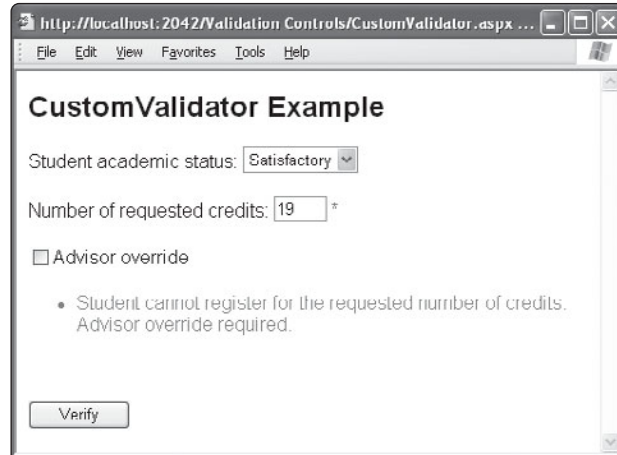 http://localhost:2042/Validation Controls/CustomValidator.aspx ...
File Edit View Favorites Tools Help
CustomValidator Example
Student academic status: Satisfactory
Number of requested credits: 19 *
Advisor override
• Student cannot register for the requested number of credits.
Advisor override required.
Verify